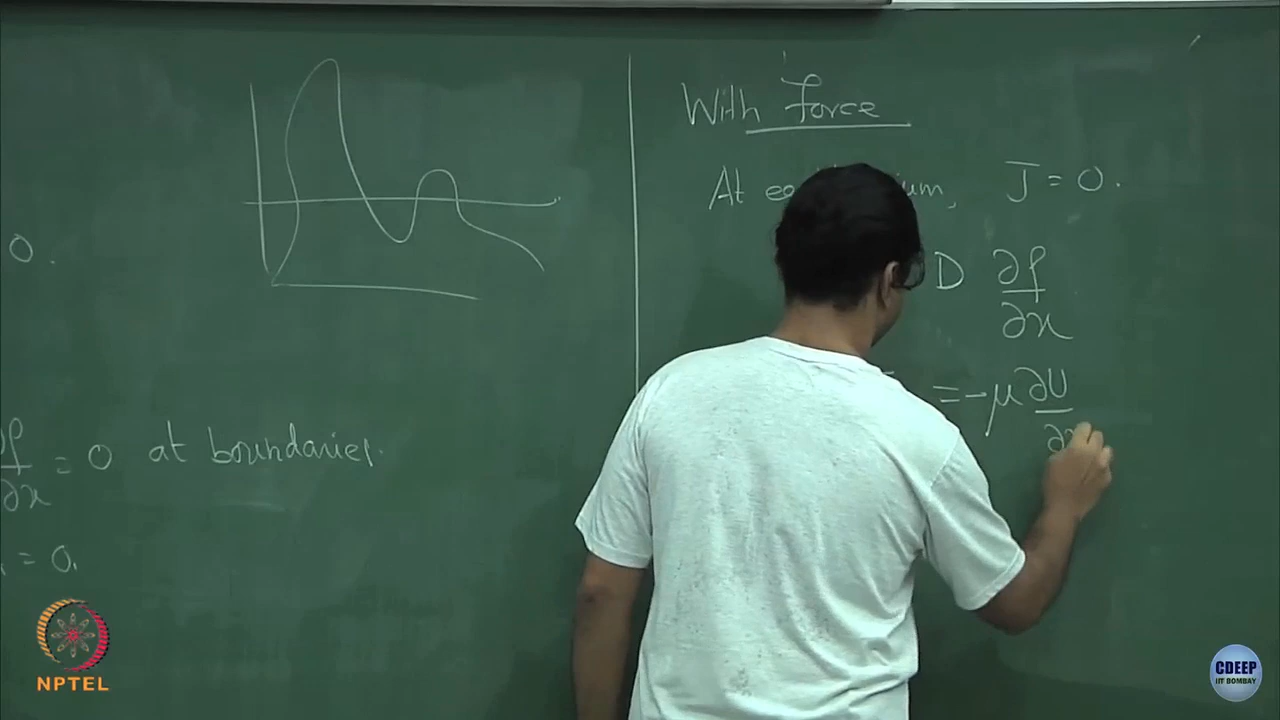 0.
∂ρ/∂x = 0 at boundaries.
= 0.
With force
At equilibrium, J = 0.
D ∂ρ/∂x
= -μ ∂U/∂x
NPTEL
CDEEP
IIT BOMBAY